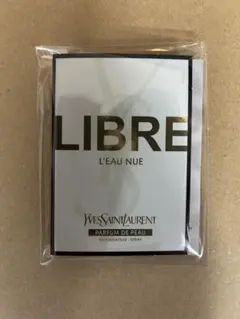 LIBRE
L'EAU NUE
YVESSAINTLAURENT
PARFUM DE PEAU